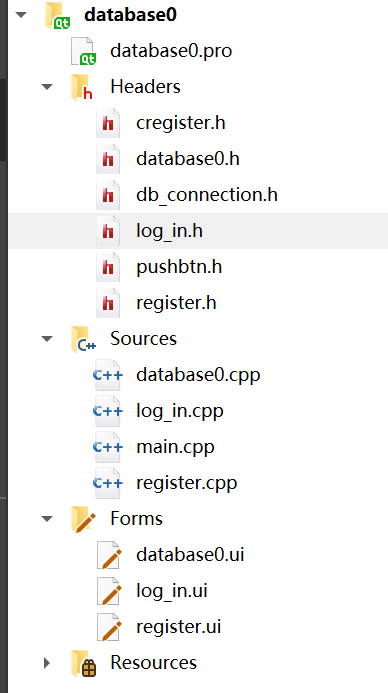 database0
database0.pro
Headers
cregister.h
database0.h
db_connection.h
log_in.h
pushbtn.h
register.h
Sources
database0.cpp
log_in.cpp
main.cpp
register.cpp
Forms
database0.ui
log_in.ui
register.ui
Resources